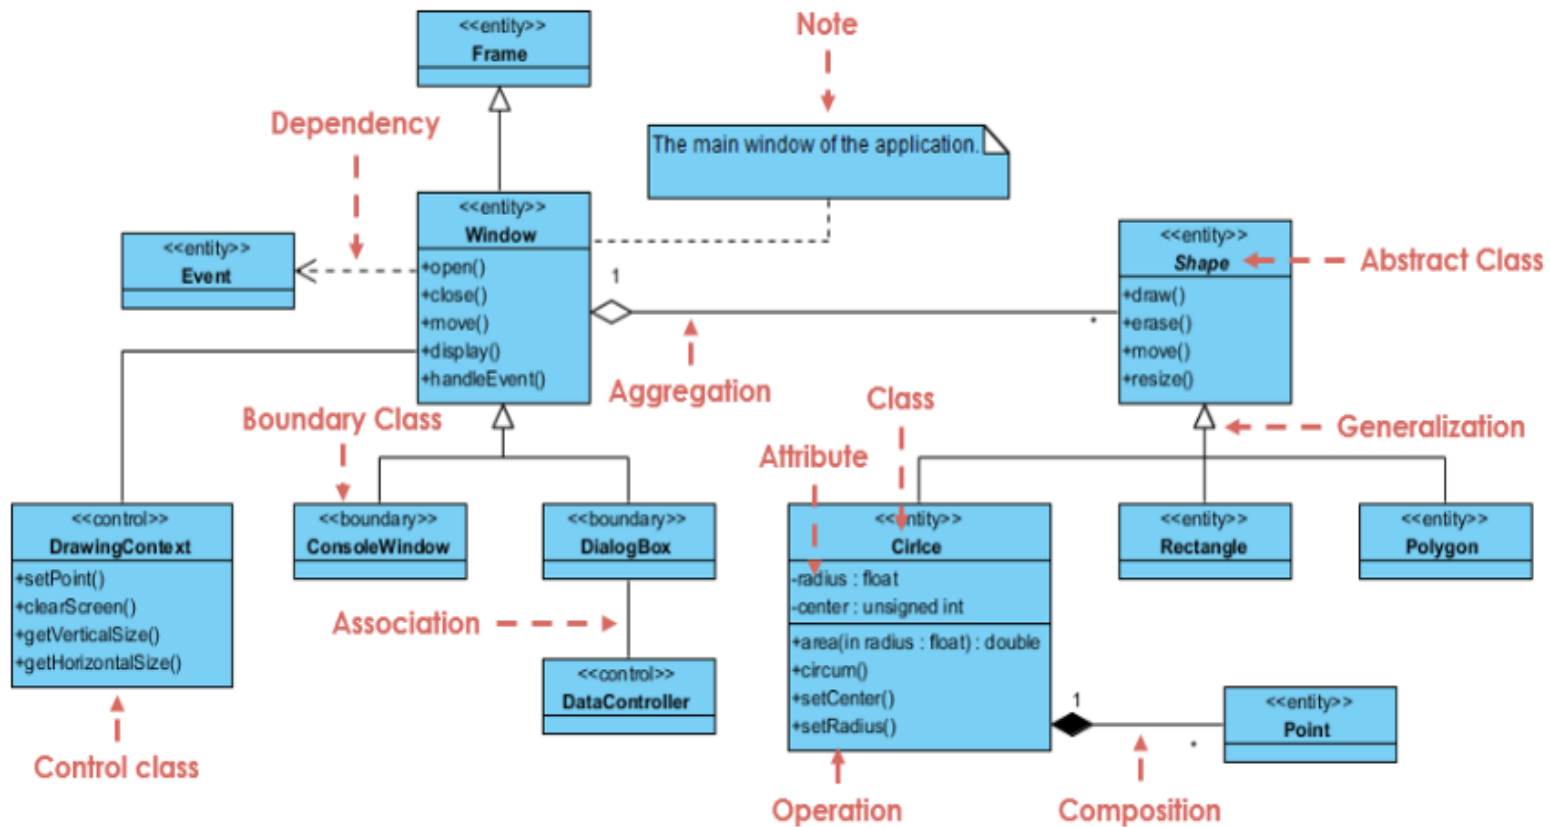 <<entity>>
Frame
Note
Dependency
The main window of the application.
<<entity>>
Window
+open()
+close()
+move()
+display()
+handleEvent()
<<entity>>
Event
1
*
<<entity>>
Shape
+draw()
+erase()
+move()
+resize()
Abstract Class
Aggregation
Boundary Class
Class
Generalization
Attribute
<<control>>
DrawingContext
+setPoint()
+clearScreen()
+getVerticalSize()
+getHorizontalSize()
<<boundary>>
ConsoleWindow
<<boundary>>
DialogBox
<<entity>>
Cirlce
-radius : float
-center : unsigned int
+area(in radius : float) : double
+circum()
+setCenter()
+setRadius()
<<entity>>
Rectangle
<<entity>>
Polygon
Association
<<control>>
DataController
1
*
<<entity>>
Point
Control class
Operation
Composition